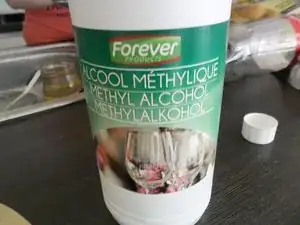 Forever
PRODUCTS
ALCOOL MÉTHYLIQUE
METHYL ALCOHOL
METHYLALKOHOL